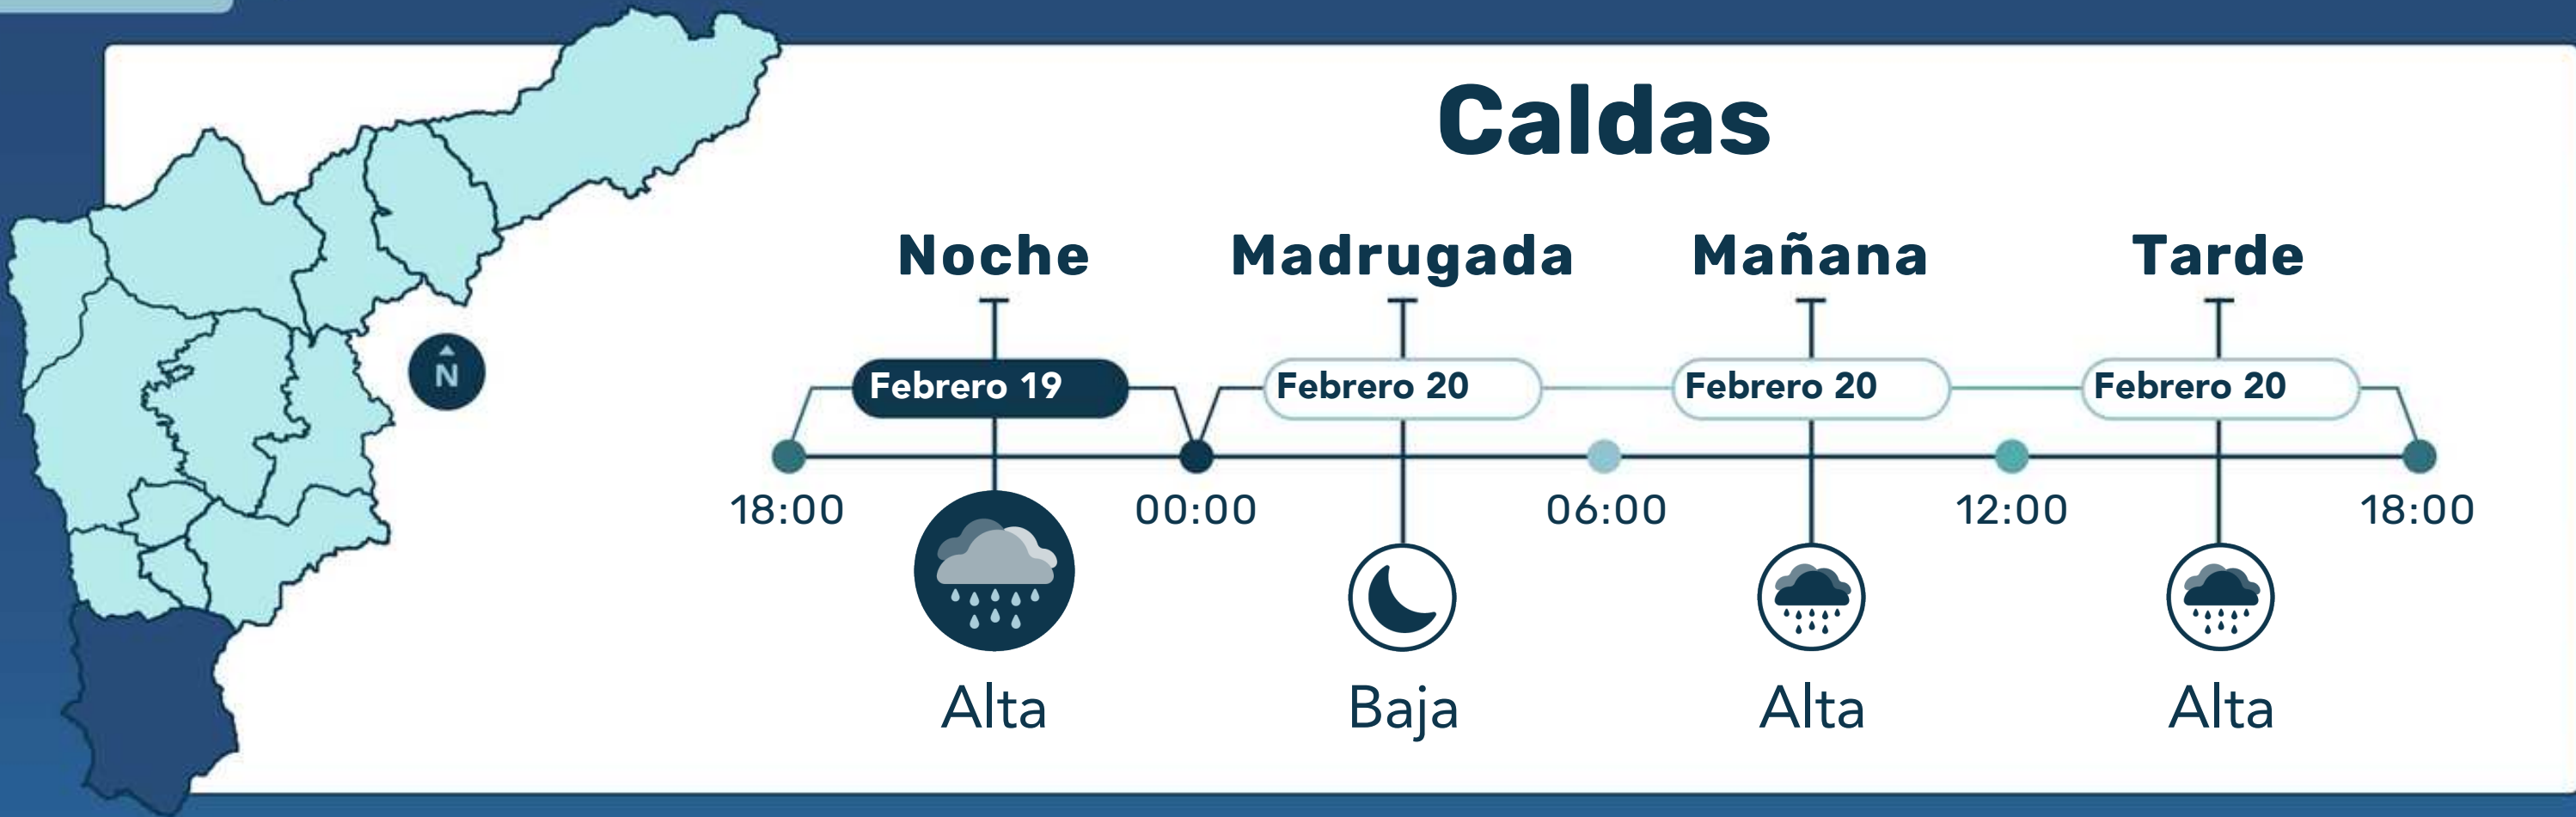 Caldas
Noche Madrugada Mañana Tarde
Febrero 19 Febrero 20 Febrero 20 Febrero 20
N
18:00 00:00 06:00 12:00 18:00
Alta Baja Alta Alta